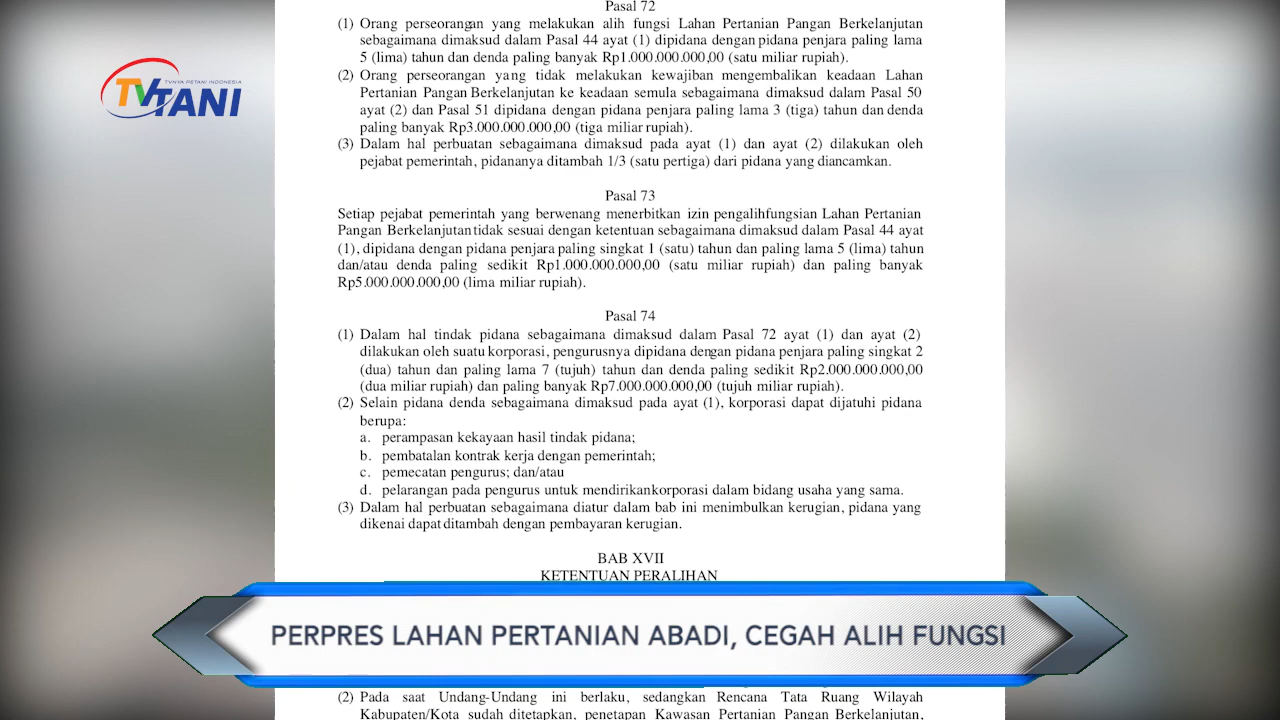 Pasal 72
(1) Orang perseorangan yang melakukan alih fungsi Lahan Pertanian Pangan Berkelanjutan
sebagaimana dimaksud dalam Pasal 44 ayat (1) dipidana dengan pidana penjara paling lama
5 (lima) tahun dan denda paling banyak Rp1.000.000.000,00 (satu miliar rupiah).
(2) Orang perseorangan yang tidak melakukan kewajiban mengembalikan keadaan Lahan
Pertanian Pangan Berkelanjutan ke keadaan semula sebagaimana dimaksud dalam Pasal 50
ayat (2) dan Pasal 51 dipidana dengan pidana penjara paling lama 3 (tiga) tahun dan denda
paling banyak Rp3.000.000.000,00 (tiga miliar rupiah).
(3) Dalam hal perbuatan sebagaimana dimaksud pada ayat (1) dan ayat (2) dilakukan oleh
pejabat pemerintah, pidananya ditambah 1/3 (satu pertiga) dari pidana yang diancamkan.
TVNYA PETANI INDONESIA
TVTANI
Pasal 73
Setiap pejabat pemerintah yang berwenang menerbitkan izin pengalihfungsian Lahan Pertanian
Pangan Berkelanjutan tidak sesuai dengan ketentuan sebagaimana dimaksud dalam Pasal 44 ayat
(1), dipidana dengan pidana penjara paling singkat 1 (satu) tahun dan paling lama 5 (lima) tahun
dan/atau denda paling sedikit Rp1.000.000.000,00 (satu miliar rupiah) dan paling banyak
Rp5.000.000.000,00 (lima miliar rupiah).
Pasal 74
(1) Dalam hal tindak pidana sebagaimana dimaksud dalam Pasal 72 ayat (1) dan ayat (2)
dilakukan oleh suatu korporasi, pengurusnya dipidana dengan pidana penjara paling singkat 2
(dua) tahun dan paling lama 7 (tujuh) tahun dan denda paling sedikit Rp2.000.000.000,00
(dua miliar rupiah) dan paling banyak Rp7.000.000.000,00 (tujuh miliar rupiah).
(2) Selain pidana denda sebagaimana dimaksud pada ayat (1), korporasi dapat dijatuhi pidana
berupa:
a. perampasan kekayaan hasil tindak pidana;
b. pembatalan kontrak kerja dengan pemerintah;
c. pemecatan pengurus; dan/atau
d. pelarangan pada pengurus untuk mendirikan korporasi dalam bidang usaha yang sama.
(3) Dalam hal perbuatan sebagaimana diatur dalam bab ini menimbulkan kerugian, pidana yang
dikenai dapat ditambah dengan pembayaran kerugian.
BAB XVII
KETENTUAN PERALIHAN
PERPRES LAHAN PERTANIAN ABADI, CEGAH ALIH FUNGSI
(2) Pada saat Undang-Undang ini berlaku, sedangkan Rencana Tata Ruang Wilayah
Kabupaten/Kota sudah ditetapkan, penetapan Kawasan Pertanian Pangan Berkelanjutan,